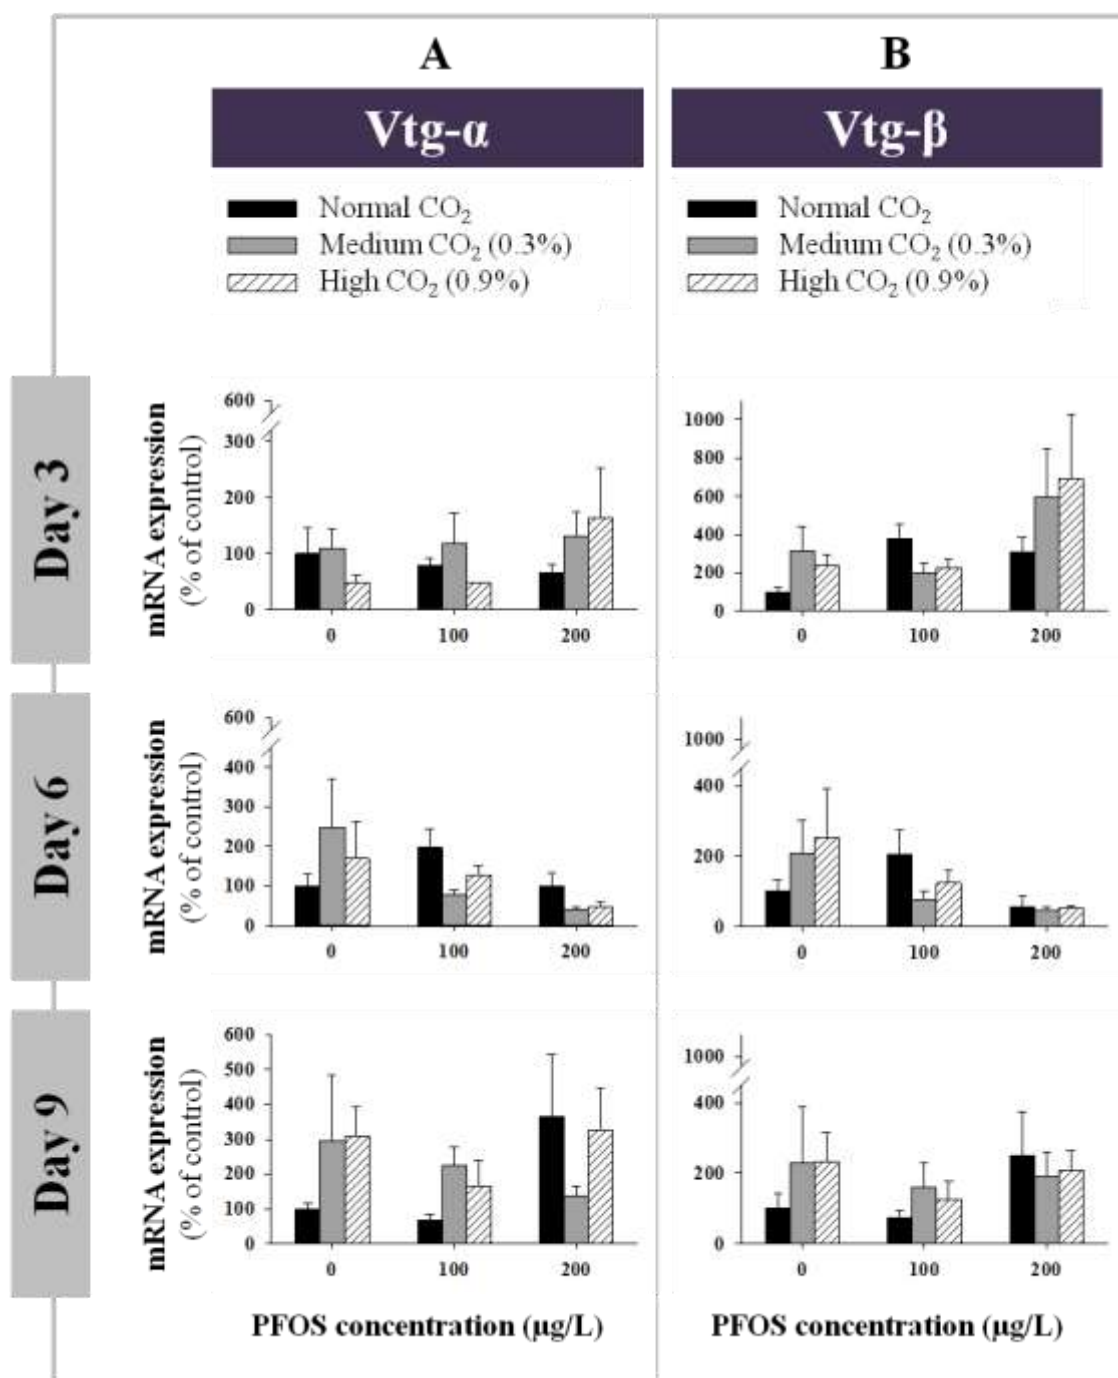 A
B
Vtg-α
Vtg-β
Normal CO₂
Medium CO₂ (0.3%)
High CO₂ (0.9%)
Normal CO₂
Medium CO₂ (0.3%)
High CO₂ (0.9%)
Day 3
mRNA expression
(% of control)
600
300
200
100
0
0 100 200
1000
800
600
400
200
0
0 100 200
Day 6
mRNA expression
(% of control)
600
400
300
200
100
0
0 100 200
1000
400
200
0
0 100 200
Day 9
mRNA expression
(% of control)
600
500
400
300
200
100
0
0 100 200
1000
400
200
0
0 100 200
PFOS concentration (µg/L)
PFOS concentration (µg/L)